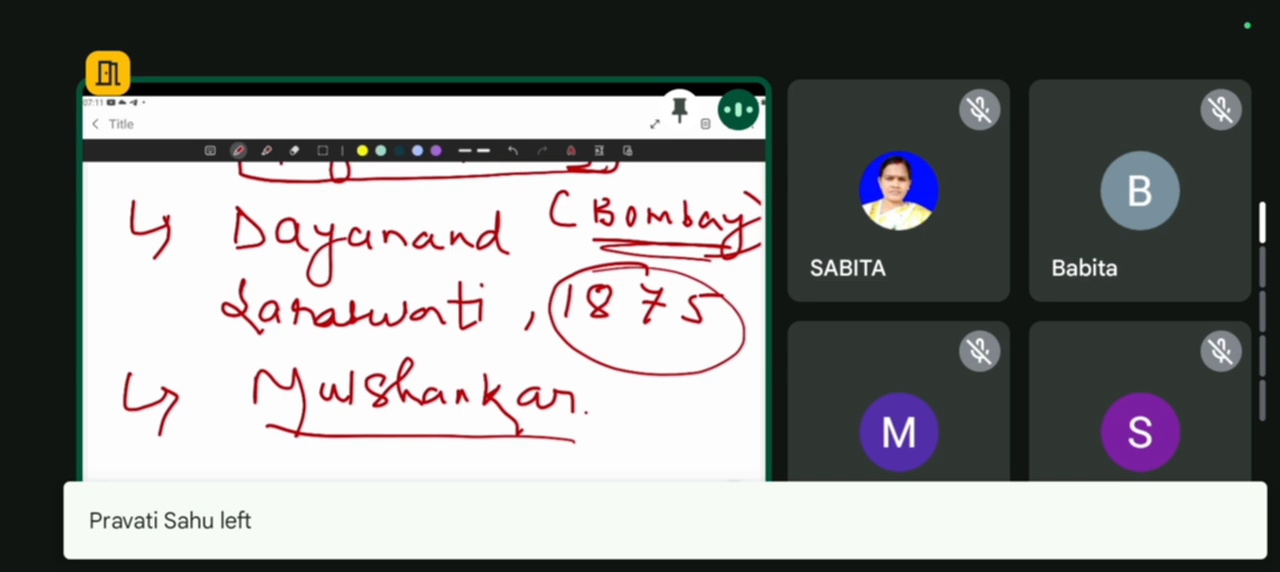 07:11
Title
Dayanand (Bombay)
Saraswati, 1875
Mulshankar.
SABITA
B
Babita
M
S
Pravati Sahu left